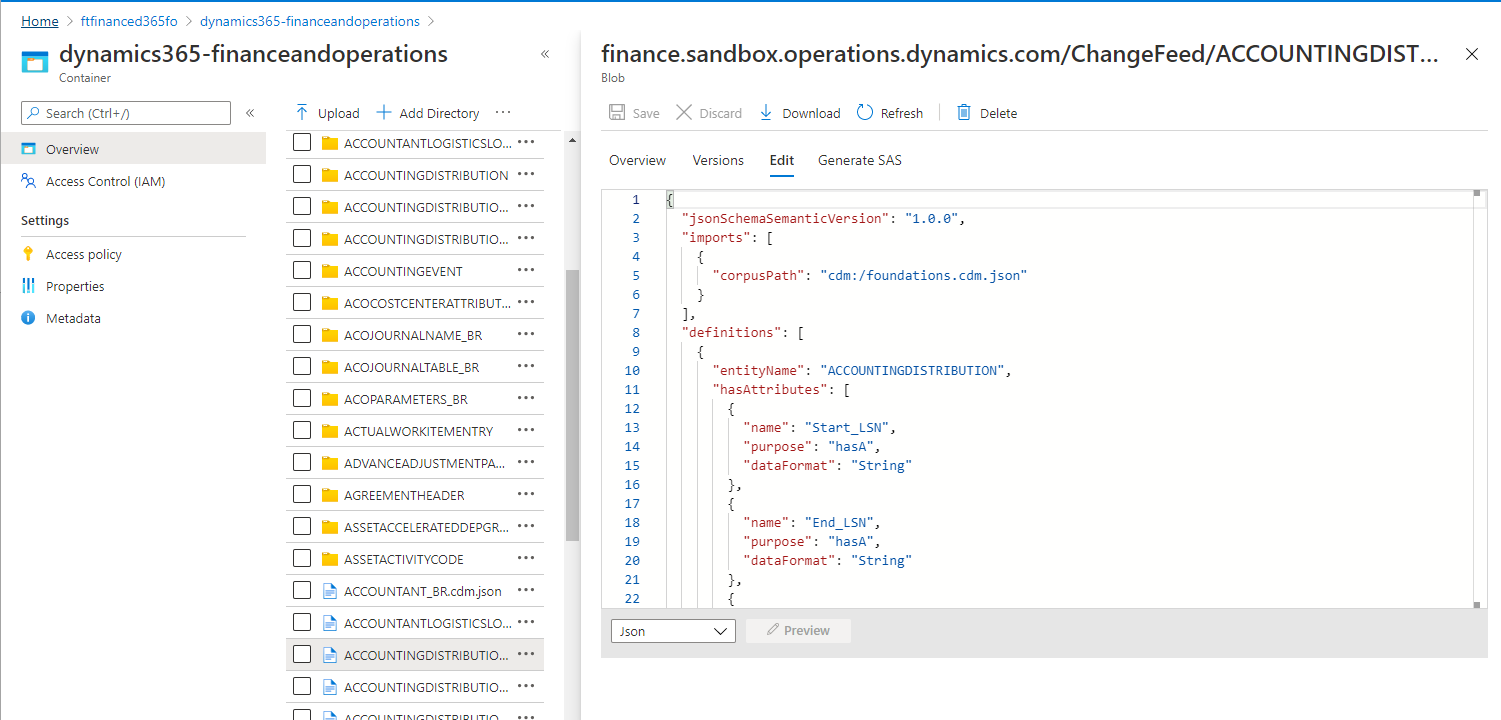 Home > ftfinanced365fo > dynamics365-financeandoperations >
dynamics365-financeandoperations
Container
Search (Ctrl+/)
Overview
Access Control (IAM)
Settings
Access policy
Properties
Metadata
Upload Add Directory ...
ACCOUNTANTLOGISTICSLO... ...
ACCOUNTINGDISTRIBUTION ...
ACCOUNTINGDISTRIBUTIO... ...
ACCOUNTINGDISTRIBUTIO... ...
ACCOUNTINGEVENT ...
ACOCOSTCENTERATTRIBUT... ...
ACOJOURNALNAME_BR ...
ACOJOURNALTABLE_BR ...
ACOPARAMETERS_BR ...
ACTUALWORKITEMENTRY ...
ADVANCEADJUSTMENTPA... ...
AGREEMENTHEADER ...
ASSETACCELERATEDDEPGR... ...
ASSETACTIVITYCODE ...
ACCOUNTANT_BR.cdm.json ...
ACCOUNTANTLOGISTICSLO... ...
ACCOUNTINGDISTRIBUTIO... ...
ACCOUNTINGDISTRIBUTIO... ...
ACCOUNTINGDISTRIBUTIO... ...
finance.sandbox.operations.dynamics.com/ChangeFeed/ACCOUNTINGDIST...
Blob
Save Discard Download Refresh Delete
Overview Versions Edit Generate SAS
1 {
2 "jsonSchemaSemanticVersion": "1.0.0",
3 "imports": [
4 {
5 "corpusPath": "cdm:/foundations.cdm.json"
6 }
7 ],
8 "definitions": [
9 {
10 "entityName": "ACCOUNTINGDISTRIBUTION",
11 "hasAttributes": [
12 {
13 "name": "Start_LSN",
14 "purpose": "hasA",
15 "dataFormat": "String"
16 },
17 {
18 "name": "End_LSN",
19 "purpose": "hasA",
20 "dataFormat": "String"
21 },
22 {
Json
Preview